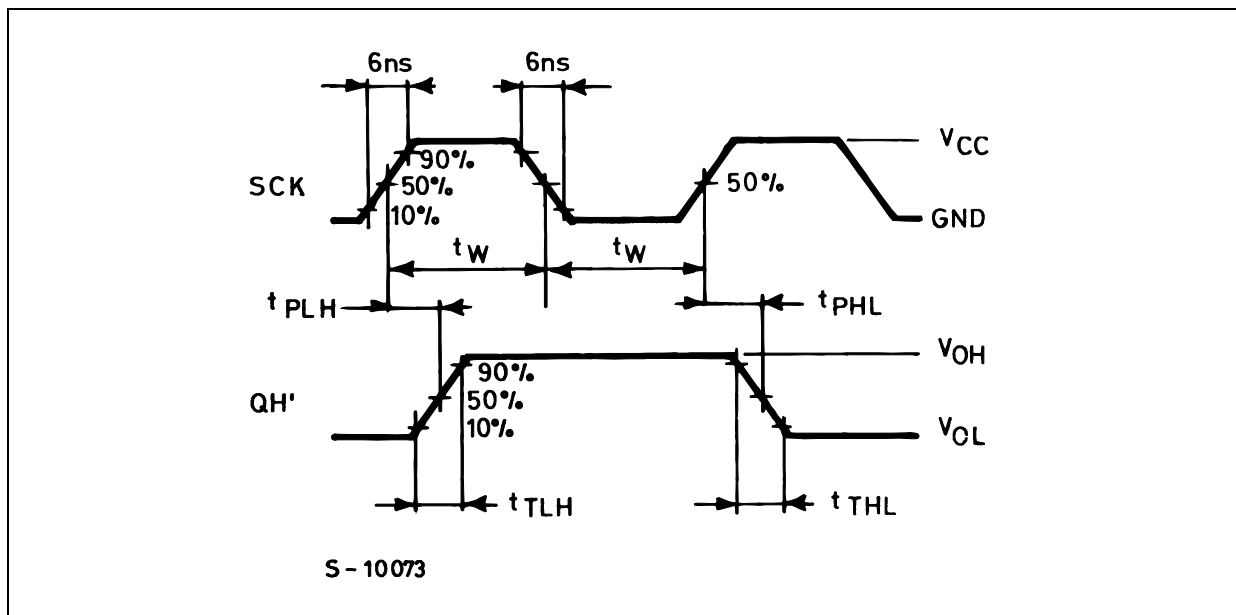 6ns 6ns
VCC
90%
SCK 50% 50%
10% GND
tW tW
tPLH tPHL
VOH
90%
QH' 50%
10% VOL
tTLH tTHL
S-10073